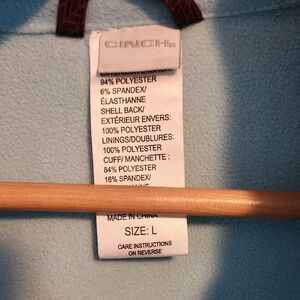 CINCH
94% POLYESTER
6% SPANDEX/
ÉLASTHANNE
SHELL BACK/
EXTÉRIEUR ENVERS:
100% POLYESTER
LININGS/DOUBLURES:
100% POLYESTER
CUFF/ MANCHETTE :
84% POLYESTER
16% SPANDEX/
MADE IN CHINA
SIZE: L
CARE INSTRUCTIONS
ON REVERSE